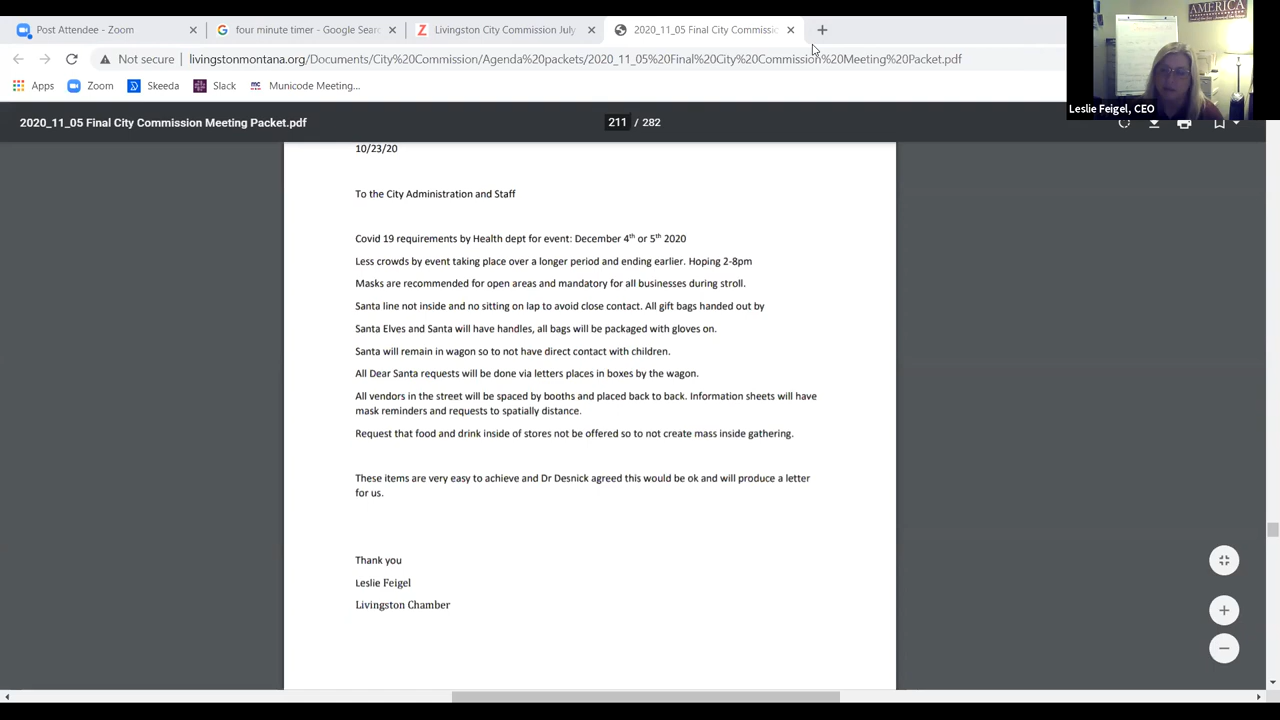 Post Attendee - Zoom
four minute timer - Google Sear
Livingston City Commission July
2020_11_05 Final City Commissi
Not secure
livingstonmontana.org/Documents/City%20Commission/Agenda%20packets/2020_11_05%20Final%20City%20Commission%20Meeting%20Packet.pdf
Apps
Zoom
Skeeda
Slack
Municode Meeting...
AMERICA
Leslie Feigel, CEO
2020_11_05 Final City Commission Meeting Packet.pdf
211 / 282
10/23/20
To the City Administration and Staff
Covid 19 requirements by Health dept for event: December 4th or 5th 2020
Less crowds by event taking place over a longer period and ending earlier. Hoping 2-8pm
Masks are recommended for open areas and mandatory for all businesses during stroll.
Santa line not inside and no sitting on lap to avoid close contact. All gift bags handed out by
Santa Elves and Santa will have handles, all bags will be packaged with gloves on.
Santa will remain in wagon so to not have direct contact with children.
All Dear Santa requests will be done via letters places in boxes by the wagon.
All vendors in the street will be spaced by booths and placed back to back. Information sheets will have
mask reminders and requests to spatially distance.
Request that food and drink inside of stores not be offered so to not create mass inside gathering.
These items are very easy to achieve and Dr Desnick agreed this would be ok and will produce a letter
for us.
Thank you
Leslie Feigel
Livingston Chamber